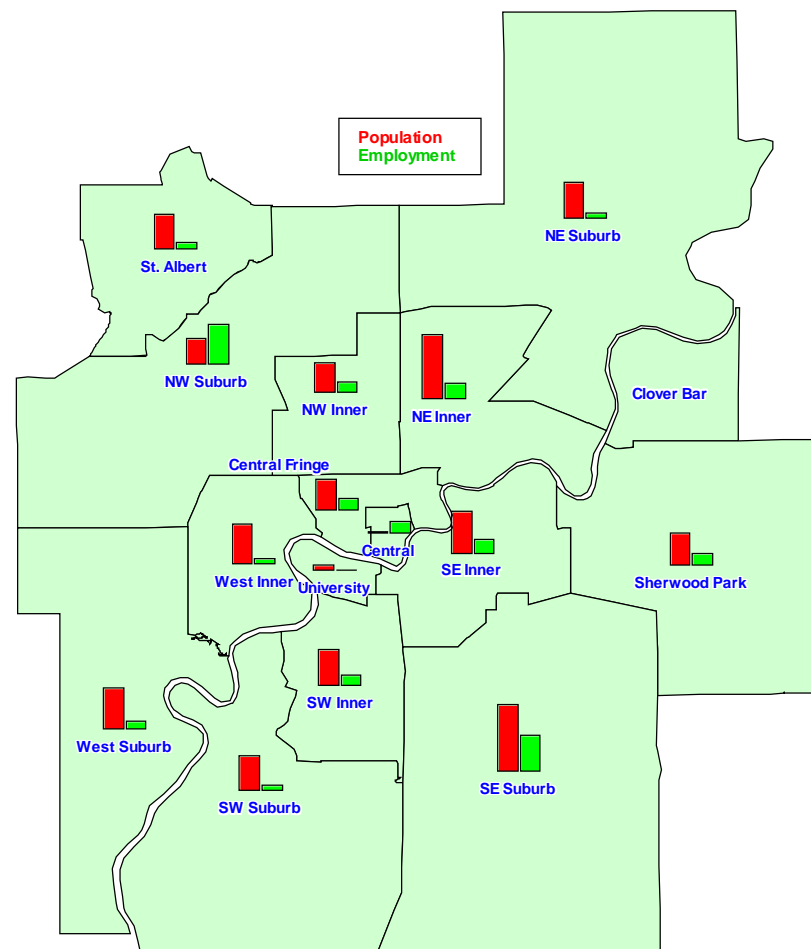 Population
Employment
NE Suburb
St. Albert
NW Suburb
Clover Bar
NW Inner
NE Inner
Central Fringe
Central
SE Inner
West Inner
University
Sherwood Park
SW Inner
West Suburb
SE Suburb
SW Suburb